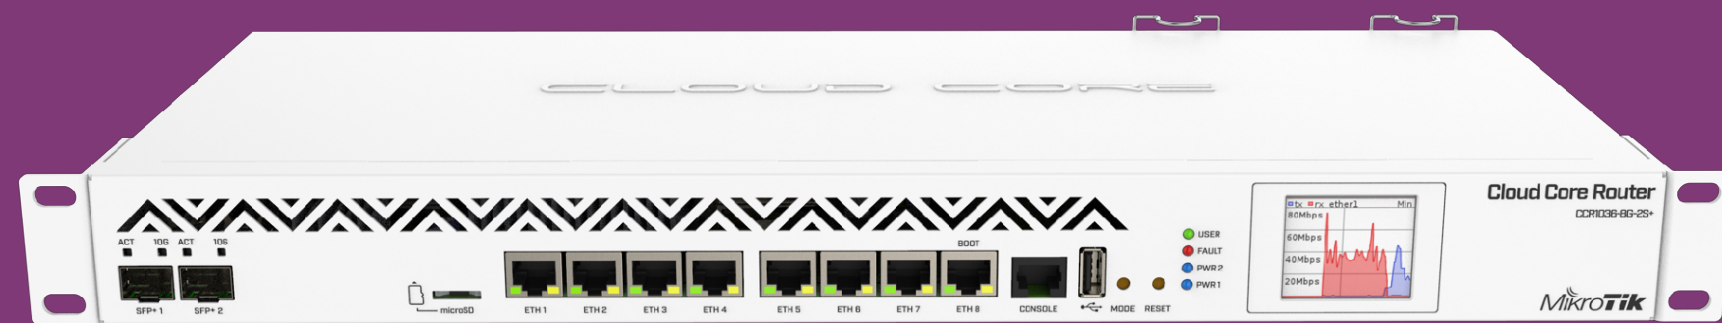 CLOUD CORE
Cloud Core Router
CCR1036-8G-2S+
ACT 10G ACT 10G
SFP+ 1 SFP+ 2
microSD
ETH 1 ETH 2 ETH 3 ETH 4 ETH 5 ETH 6 ETH 7 ETH 8
BOOT
CONSOLE
MODE RESET
USER
FAULT
PWR2
PWR1
tx rx ether1 Min
80Mbps
60Mbps
40Mbps
20Mbps
MikroTik